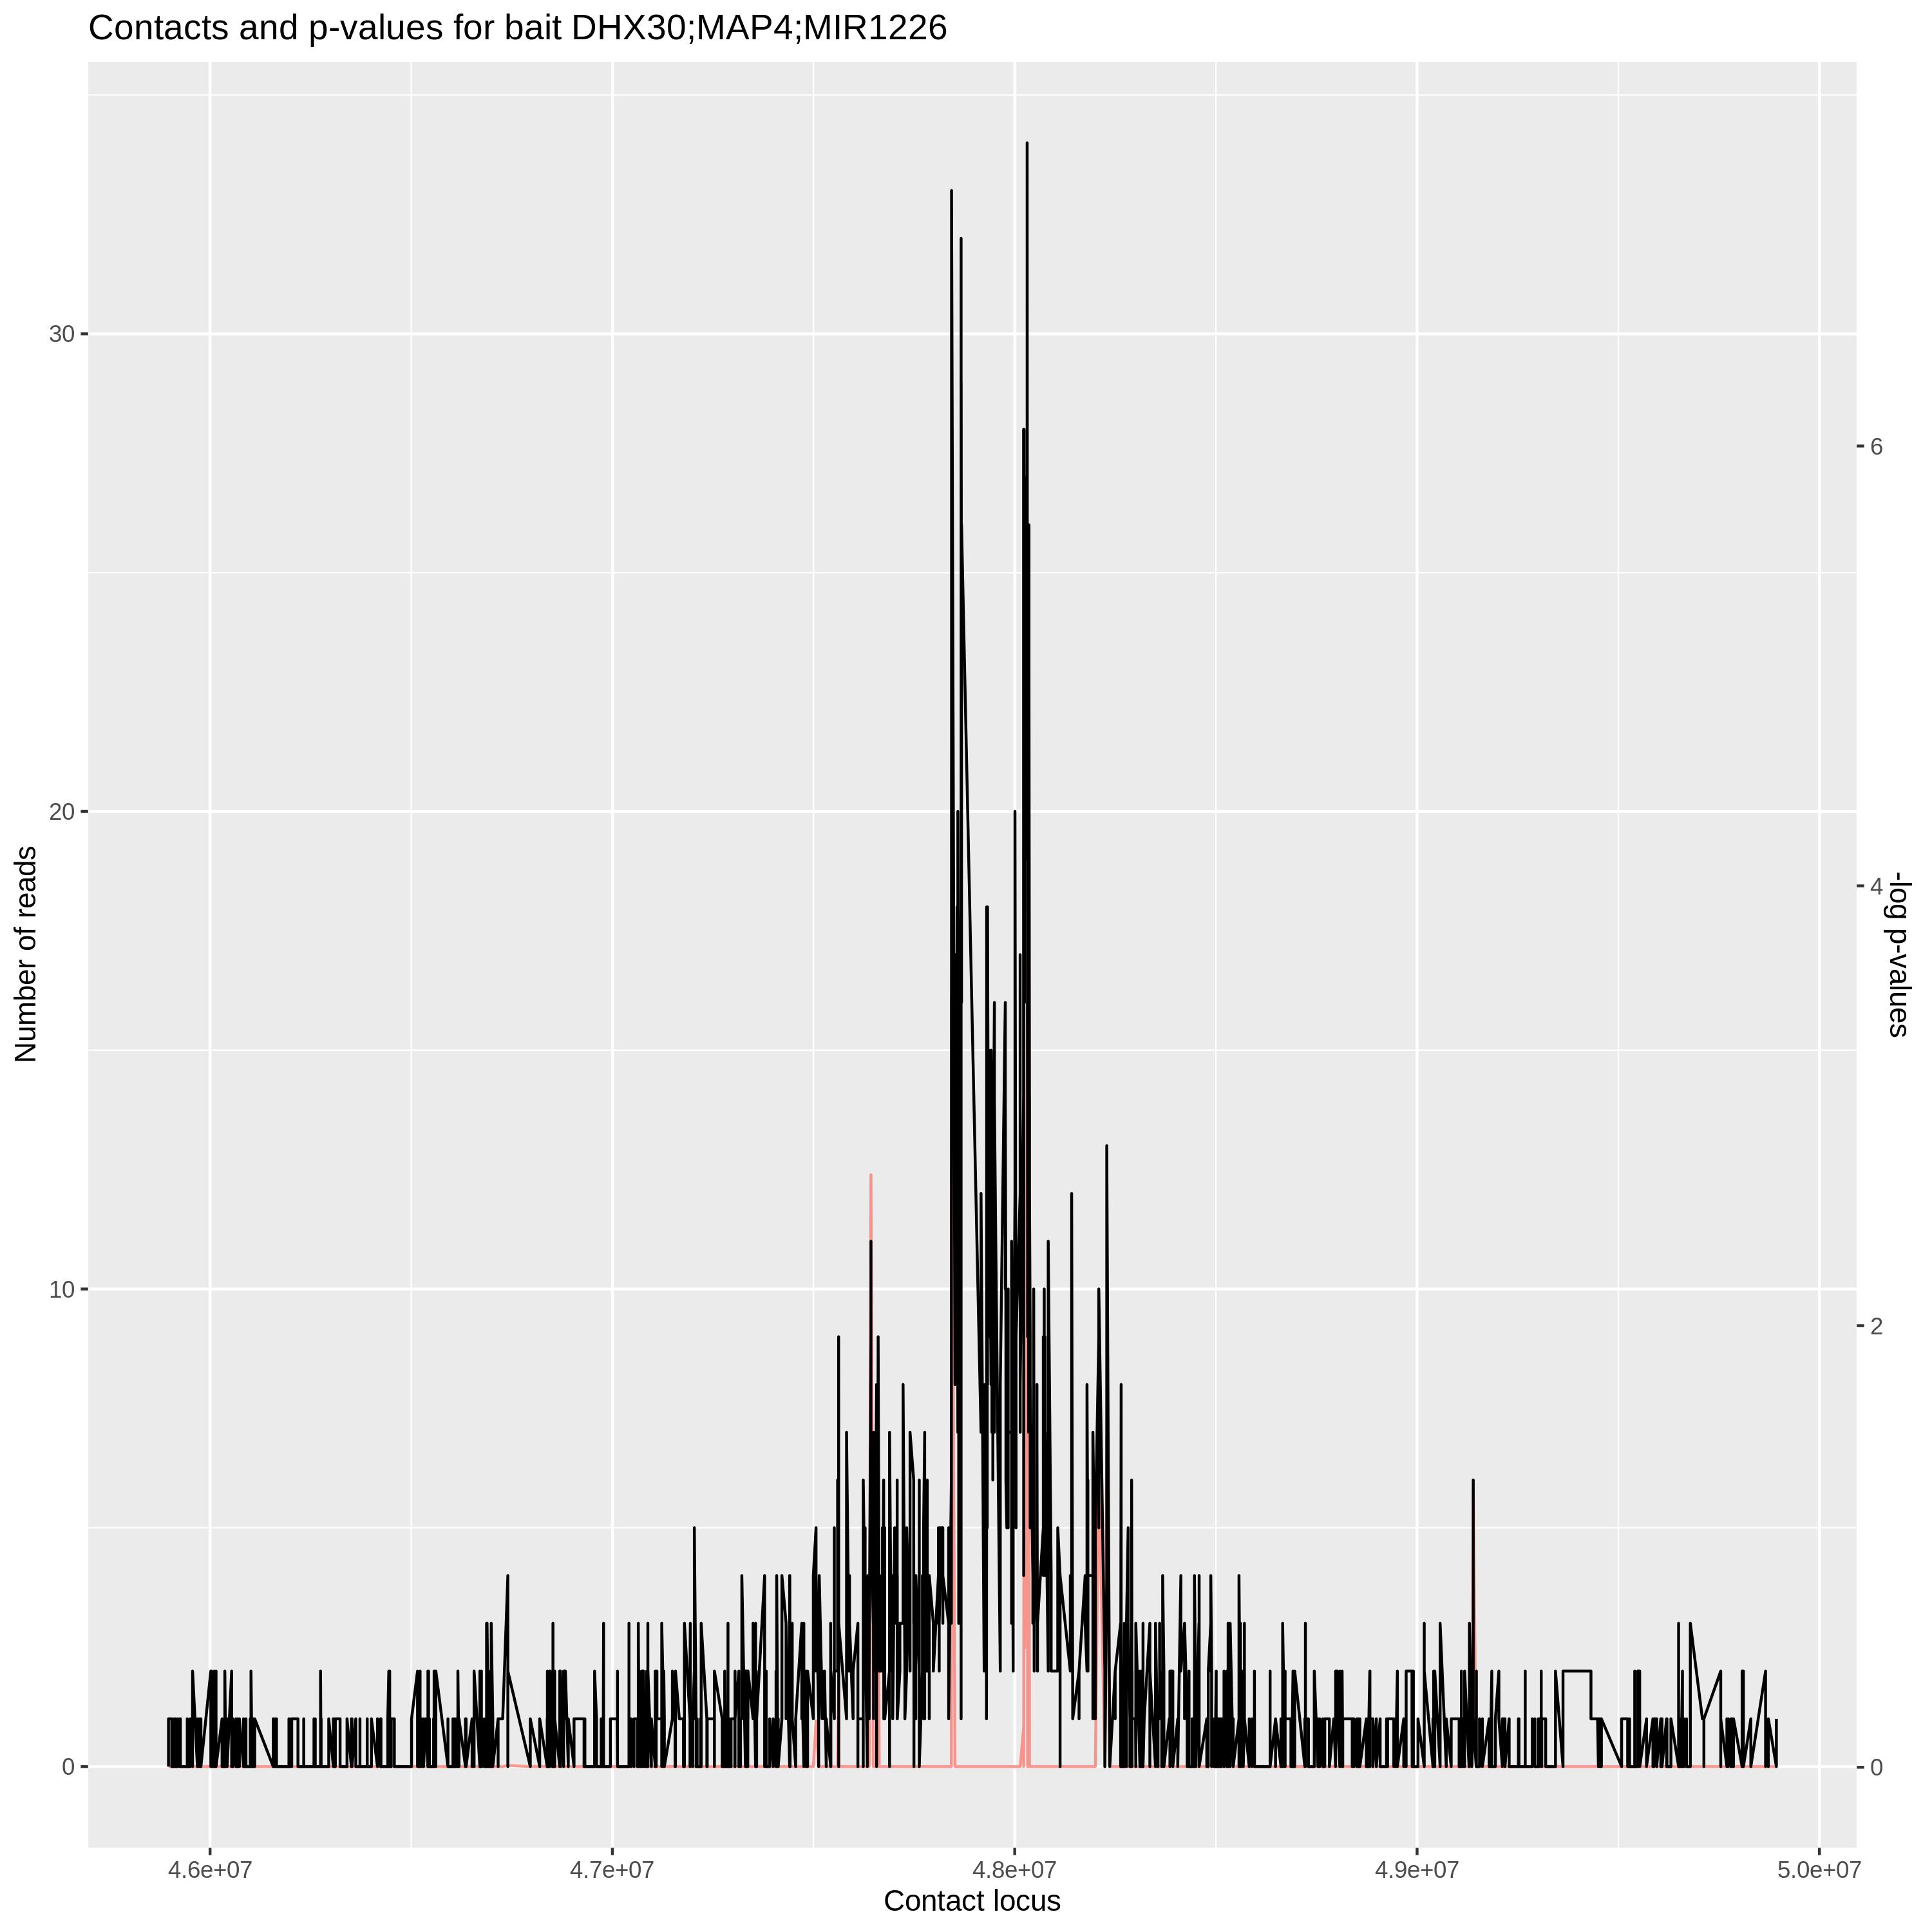 Contacts and p-values for bait DHX30;MAP4;MIR1226
30
20
10
0
Number of reads
6
4
2
0
-log p-values
4.6e+07
4.7e+07
4.8e+07
4.9e+07
5.0e+07
Contact locus